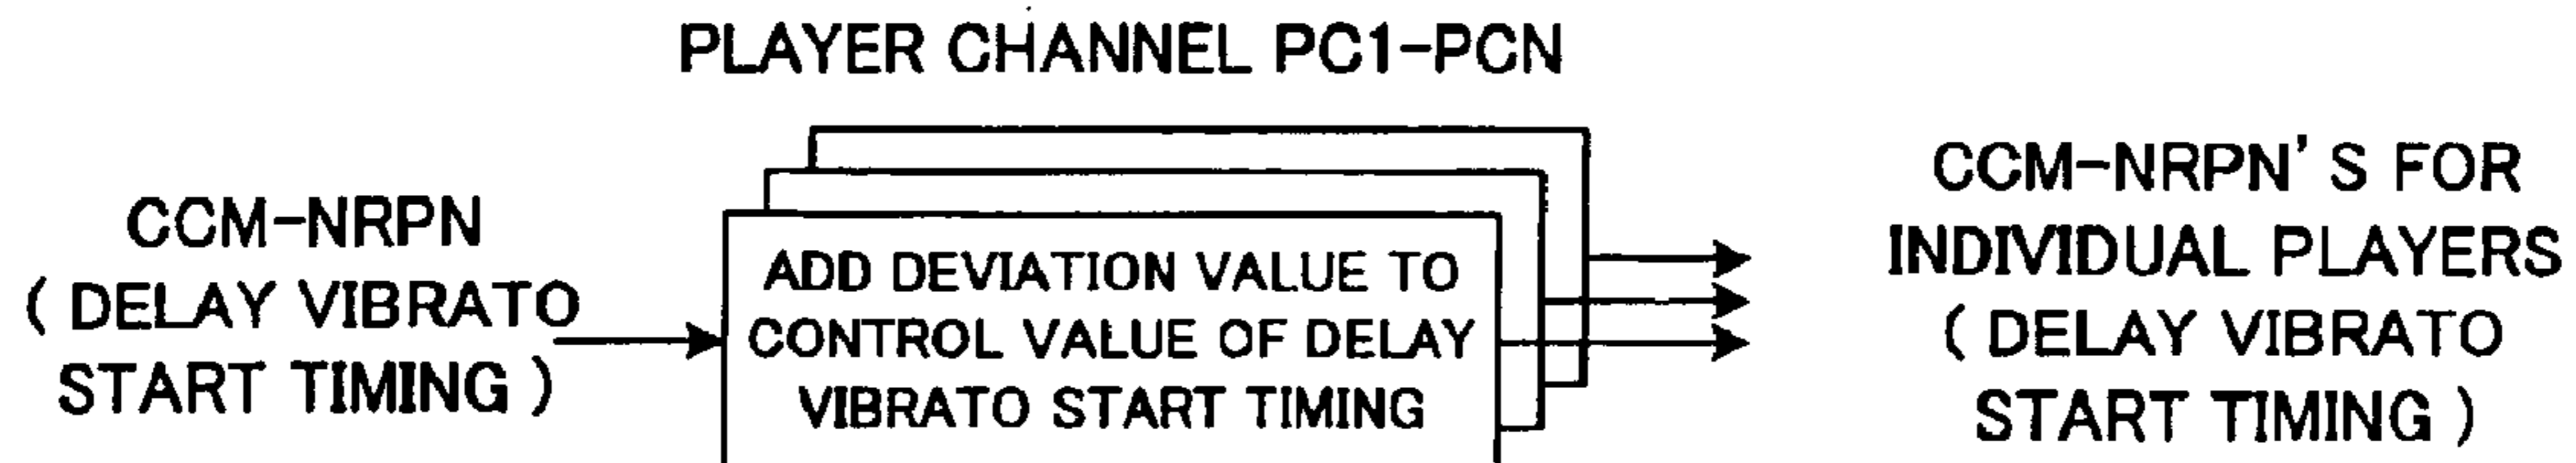 PLAYER CHANNEL PC1-PCN
CCM-NRPN
( DELAY VIBRATO
START TIMING )
ADD DEVIATION VALUE TO
CONTROL VALUE OF DELAY
VIBRATO START TIMING
CCM-NRPN'S FOR
INDIVIDUAL PLAYERS
( DELAY VIBRATO
START TIMING )